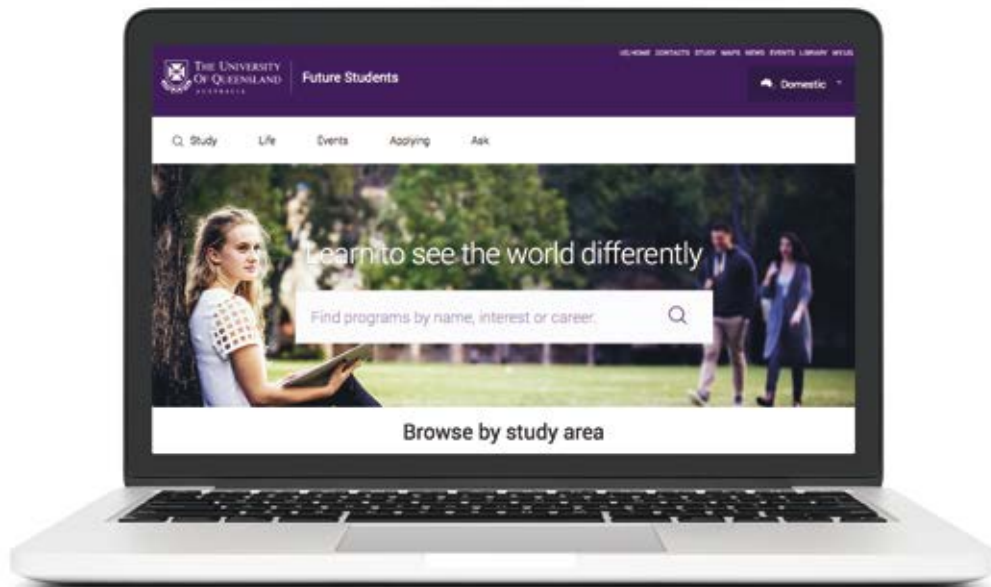 UQ HOME CONTACTS STUDY MAPS NEWS EVENTS LIBRARY MY.UQ
THE UNIVERSITY
OF QUEENSLAND
AUSTRALIA
Future Students
Domestic
Study Life Events Applying Ask
Learn to see the world differently
Find programs by name, interest or career.
Browse by study area